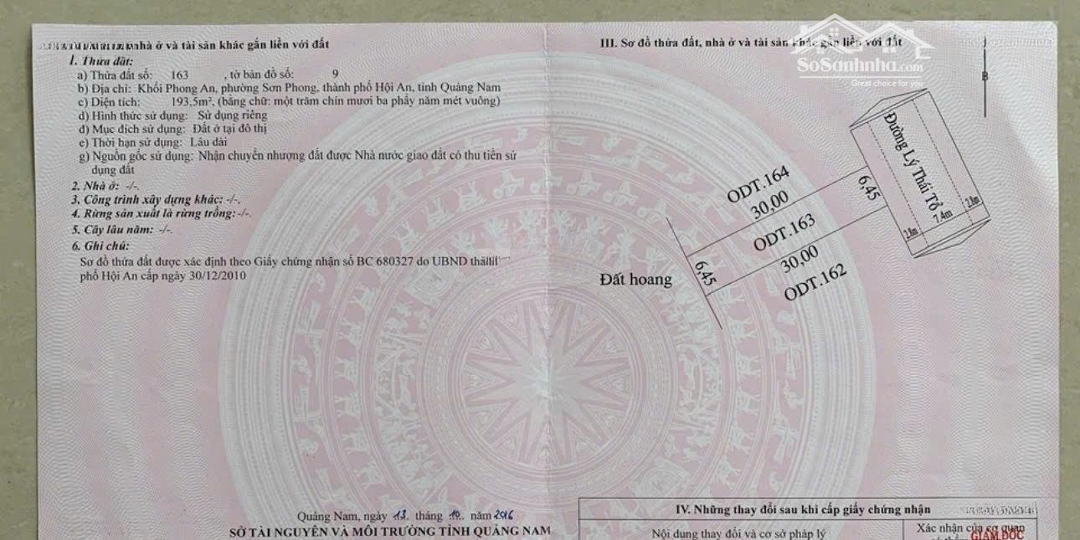 nhà ở và tài sản khác gắn liền với đất
1. Thửa đất:
a) Thửa đất số: 163 , tờ bản đồ số: 9
b) Địa chỉ: Khối Phong An, phường Sơn Phong, thành phố Hội An, tỉnh Quảng Nam
c) Diện tích: 193,5m², (bằng chữ: một trăm chín mươi ba phẩy năm mét vuông)
d) Hình thức sử dụng: Sử dụng riêng
đ) Mục đích sử dụng: Đất ở tại đô thị
e) Thời hạn sử dụng: Lâu dài
g) Nguồn gốc sử dụng: Nhận chuyển nhượng đất được Nhà nước giao đất có thu tiền sử
dụng đất
2. Nhà ở: -/-.
3. Công trình xây dựng khác: -/-.
4. Rừng sản xuất là rừng trồng:-/-.
5. Cây lâu năm: -/-.
6. Ghi chú:
Sơ đồ thửa đất được xác định theo Giấy chứng nhận số BC 680327 do UBND
phố Hội An cấp ngày 30/12/2010
Quảng Nam, ngày 13 tháng 10 năm 2016
SỞ TÀI NGUYÊN VÀ MÔI TRƯỜNG TỈNH QUẢNG NAM
III. Sơ đồ thửa đất, nhà ở và tài sản khác gắn liền với đất
SoSanhnha.com
Great choice for you
B
Đường Lý Thái Tổ
7,4m
2.8m
2.8m
ODT.164
30,00
6,45
ODT.163
30,00
6,45
ODT.162
Đất hoang
IV. Những thay đổi sau khi cấp giấy chứng nhận
Nội dung thay đổi và cơ sở pháp lý
Xác nhận của cơ quan
GIÁM ĐỐC